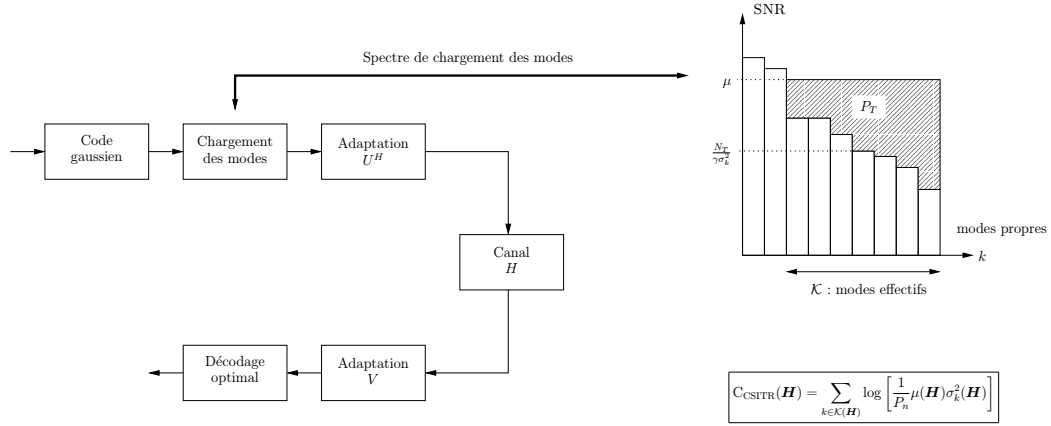 Spectre de chargement des modes
Code
gaussien
Chargement
des modes
Adaptation
U^H
Canal
H
Décodage
optimal
Adaptation
V
SNR
μ
P_T
N_T/γσ_k^2
modes propres
k
𝒦 : modes effectifs
C_CSITR(H) = ∑_{k∈𝒦(H)} log [ 1/P_n μ(H)σ_k^2(H) ]